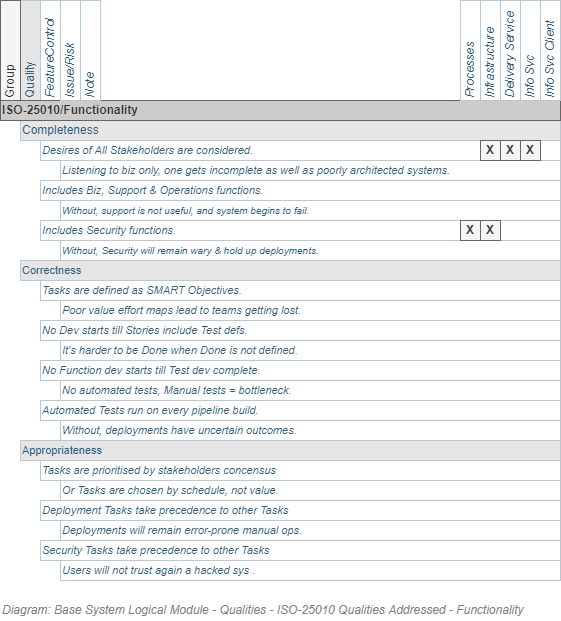 Group
Quality
FeatureControl
Issue/Risk
Note
Processes
Infrastructure
Delivery Service
Info Svc
Info Svc Client
ISO-25010/Functionality
Completeness
Desires of All Stakeholders are considered. X X X
Listening to biz only, one gets incomplete as well as poorly architected systems.
Includes Biz, Support & Operations functions.
Without, support is not useful, and system begins to fail.
Includes Security functions. X X
Without, Security will remain wary & hold up deployments.
Correctness
Tasks are defined as SMART Objectives.
Poor value effort maps lead to teams getting lost.
No Dev starts till Stories include Test defs.
It's harder to be Done when Done is not defined.
No Function dev starts till Test dev complete.
No automated tests, Manual tests = bottleneck.
Automated Tests run on every pipeline build.
Without, deployments have uncertain outcomes.
Appropriateness
Tasks are prioritised by stakeholders concensus
Or Tasks are chosen by schedule, not value.
Deployment Tasks take precedence to other Tasks
Deployments will remain error-prone manual ops.
Security Tasks take precedence to other Tasks
Users will not trust again a hacked sys .
Diagram: Base System Logical Module - Qualities - ISO-25010 Qualities Addressed - Functionality